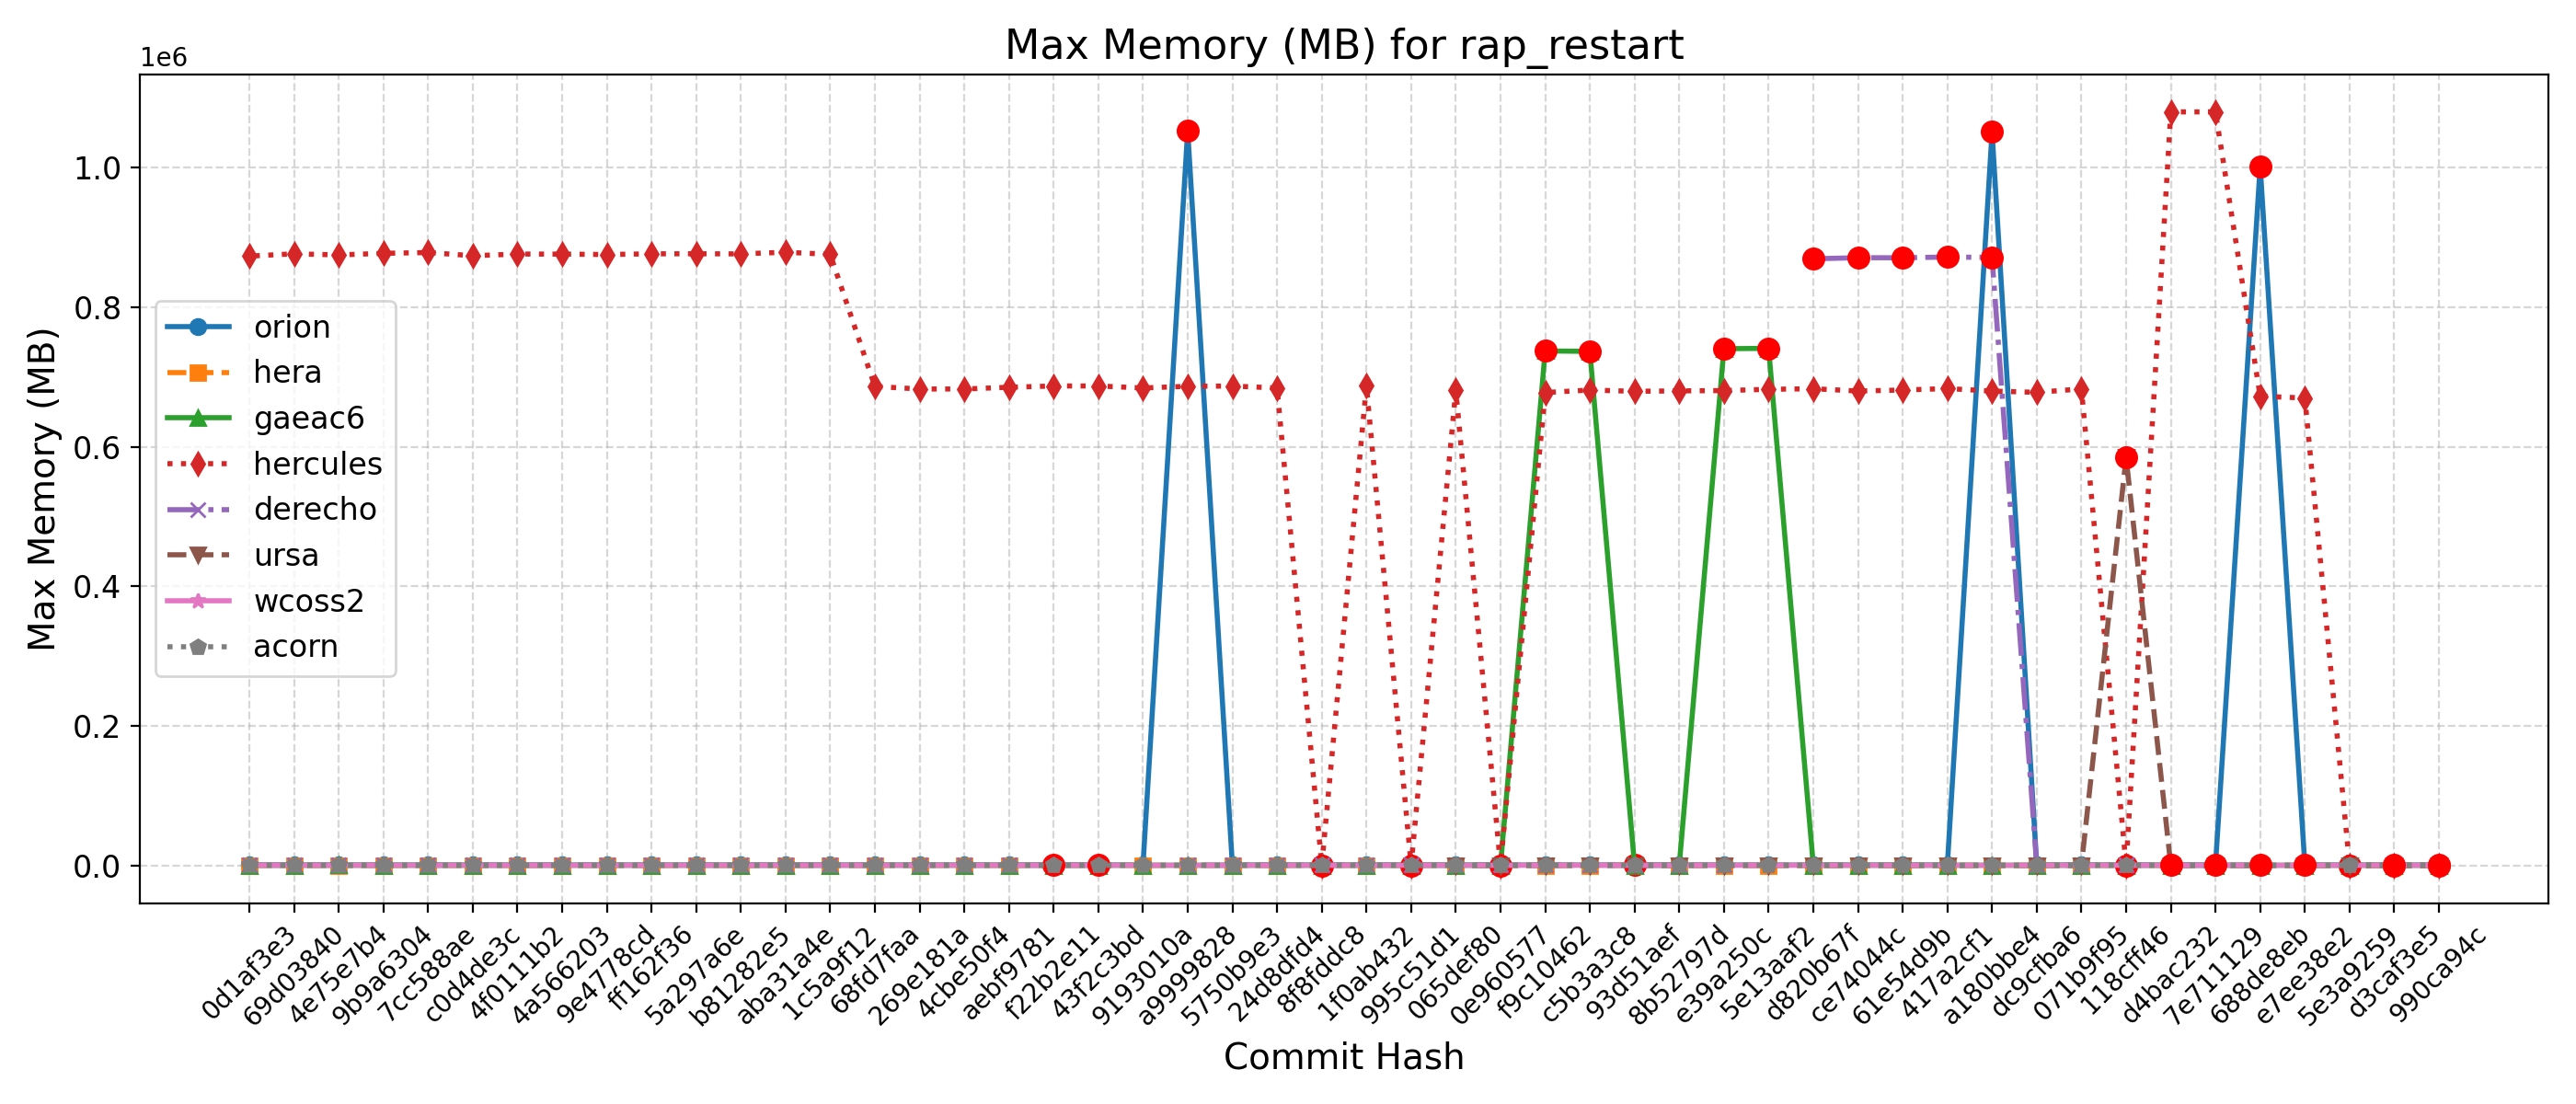 Max Memory (MB) for rap_restart
1e6
1.0
0.8
0.6
0.4
0.2
0.0
Max Memory (MB)
orion
hera
gaeac6
hercules
derecho
ursa
wcoss2
acorn
0d1af3e3
69d03840
4e75e7b4
9b9a6304
7cc588ae
c0d4de3c
4f0111b2
4a566203
9e4778cd
ff162f36
5a297a6e
b81282e5
aba31a4e
1c5a9f12
68fd7faa
269e181a
4cbe50f4
aebf9781
f22b2e11
43f2c3bd
9193010a
a9999828
5750b9e3
24d8dfd4
8f8fddc8
1f0ab432
995c51d1
065def80
0e960577
f9c10462
c5b3a3c8
93d51aef
8b52797d
e39a250c
5e13aaf2
d820b67f
ce74044c
61e54d9b
417a2cf1
a180bbe4
dc9cfba6
071b9f95
118cff46
d4bac232
7e711129
688de8eb
e7ee38e2
5e3a9259
d3caf3e5
990ca94c
Commit Hash